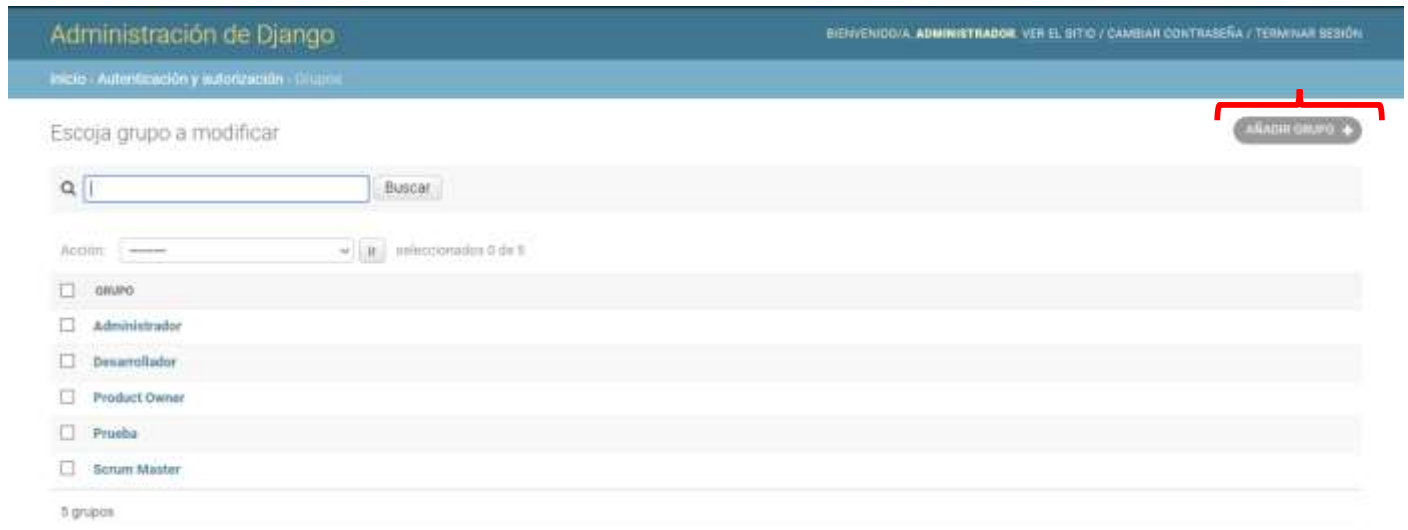 Administración de Django
BIENVENIDO/A, ADMINISTRADOR. VER EL SITIO / CAMBIAR CONTRASEÑA / TERMINAR SESIÓN
Inicio › Autenticación y autorización › Grupos
Escoja grupo a modificar
AÑADIR GRUPO +
Buscar
Acción: --------- Ir seleccionados 0 de 5
GRUPO
Administrador
Desarrollador
Product Owner
Prueba
Scrum Master
5 grupos